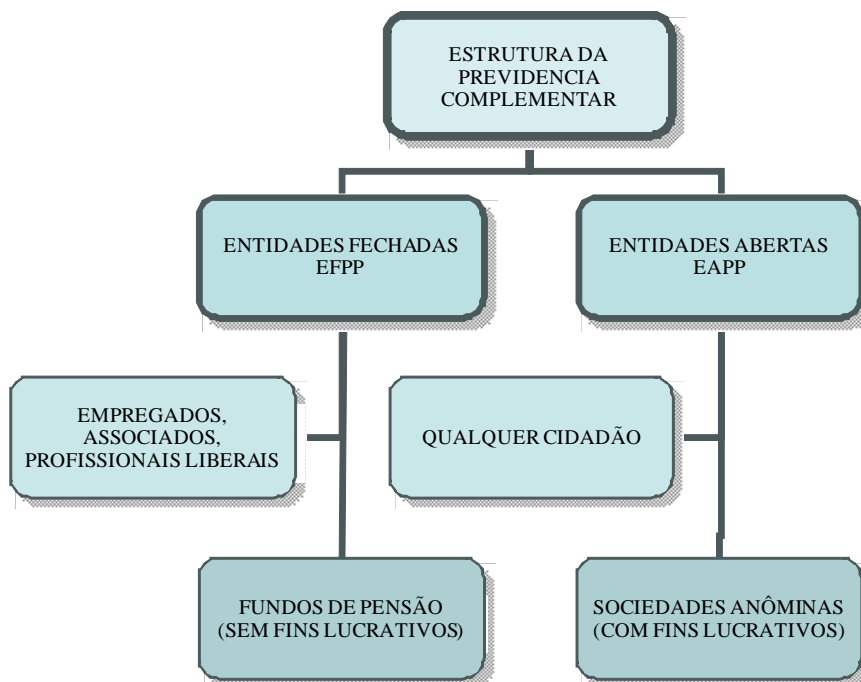 ESTRUTURA DA
PREVIDENCIA
COMPLEMENTAR
ENTIDADES FECHADAS
EFPP
ENTIDADES ABERTAS
EAPP
EMPREGADOS,
ASSOCIADOS,
PROFISSIONAIS LIBERAIS
QUALQUER CIDADÃO
FUNDOS DE PENSÃO
(SEM FINS LUCRATIVOS)
SOCIEDADES ANÔMINAS
(COM FINS LUCRATIVOS)